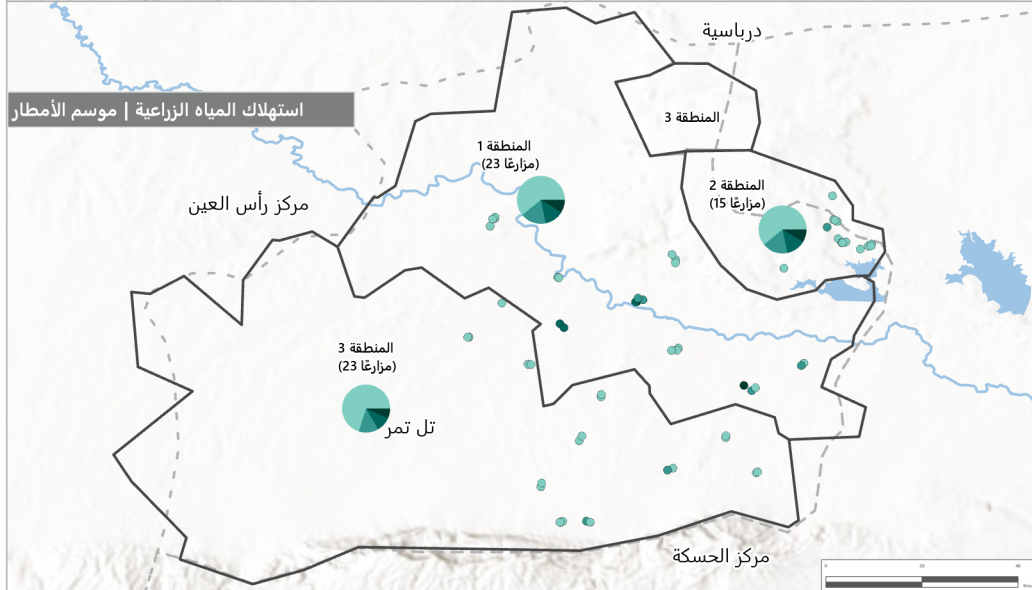 درباسية
استهلاك المياه الزراعية | موسم الأمطار
المنطقة 3
المنطقة 1
(23 مزارعًا)
المنطقة 2
(15 مزارعًا)
مركز رأس العين
المنطقة 3
(23 مزارعًا)
تل تمر
مركز الحسكة
0 20 40